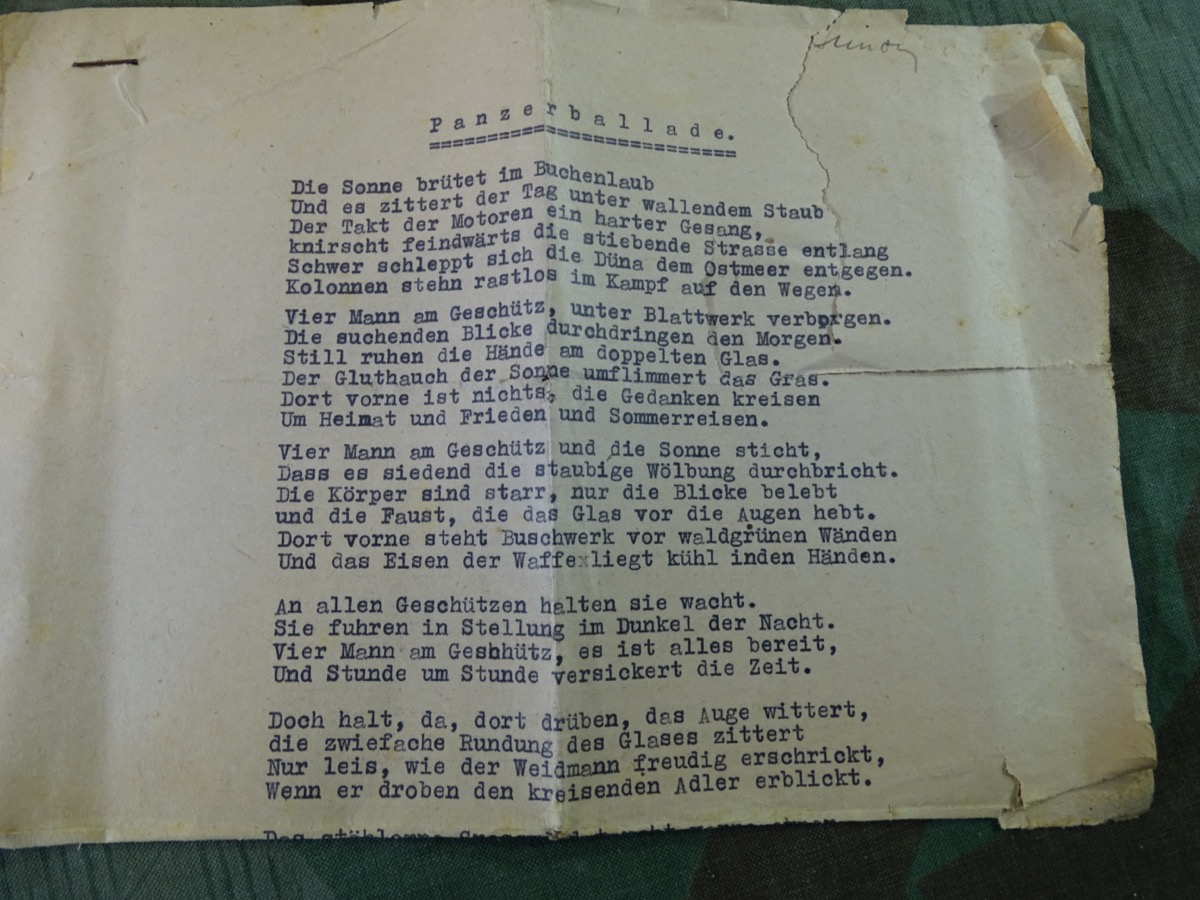 Panzerballade.
Die Sonne brütet im Buchenlaub
Und es zittert der Tag unter wallendem Staub
Der Takt der Motoren ein harter Gesang,
knirscht feindwärts die stiebende Strasse entlang
Schwer schleppt sich die Düna dem Ostmeer entgegen.
Kolonnen stehn rastlos im Kampf auf den Wegen.
Vier Mann am Geschütz, unter Blattwerk verborgen.
Die suchenden Blicke durchdringen den Morgen.
Still ruhen die Hände am doppelten Glas.
Der Gluthauch der Sonne umflimmert das Gras.
Dort vorne ist nichts, die Gedanken kreisen
Um Heimat und Frieden und Sommerreisen.
Vier Mann am Geschütz und die Sonne sticht,
Dass es siedend die staubige Wölbung durchbricht.
Die Körper sind starr, nur die Blicke belebt
und die Faust, die das Glas vor die Augen hebt.
Dort vorne steht Buschwerk vor waldgrünen Wänden
Und das Eisen der Waffexliegt kühl inden Händen.
An allen Geschützen halten sie wacht.
Sie fuhren in Stellung im Dunkel der Nacht.
Vier Mann am Gesbhütz, es ist alles bereit,
Und Stunde um Stunde versickert die Zeit.
Doch halt, da, dort drüben, das Auge wittert,
die zwiefache Rundung des Glases zittert
Nur leis, wie der Weidmann freudig erschrickt,
Wenn er droben den kreisenden Adler erblickt.